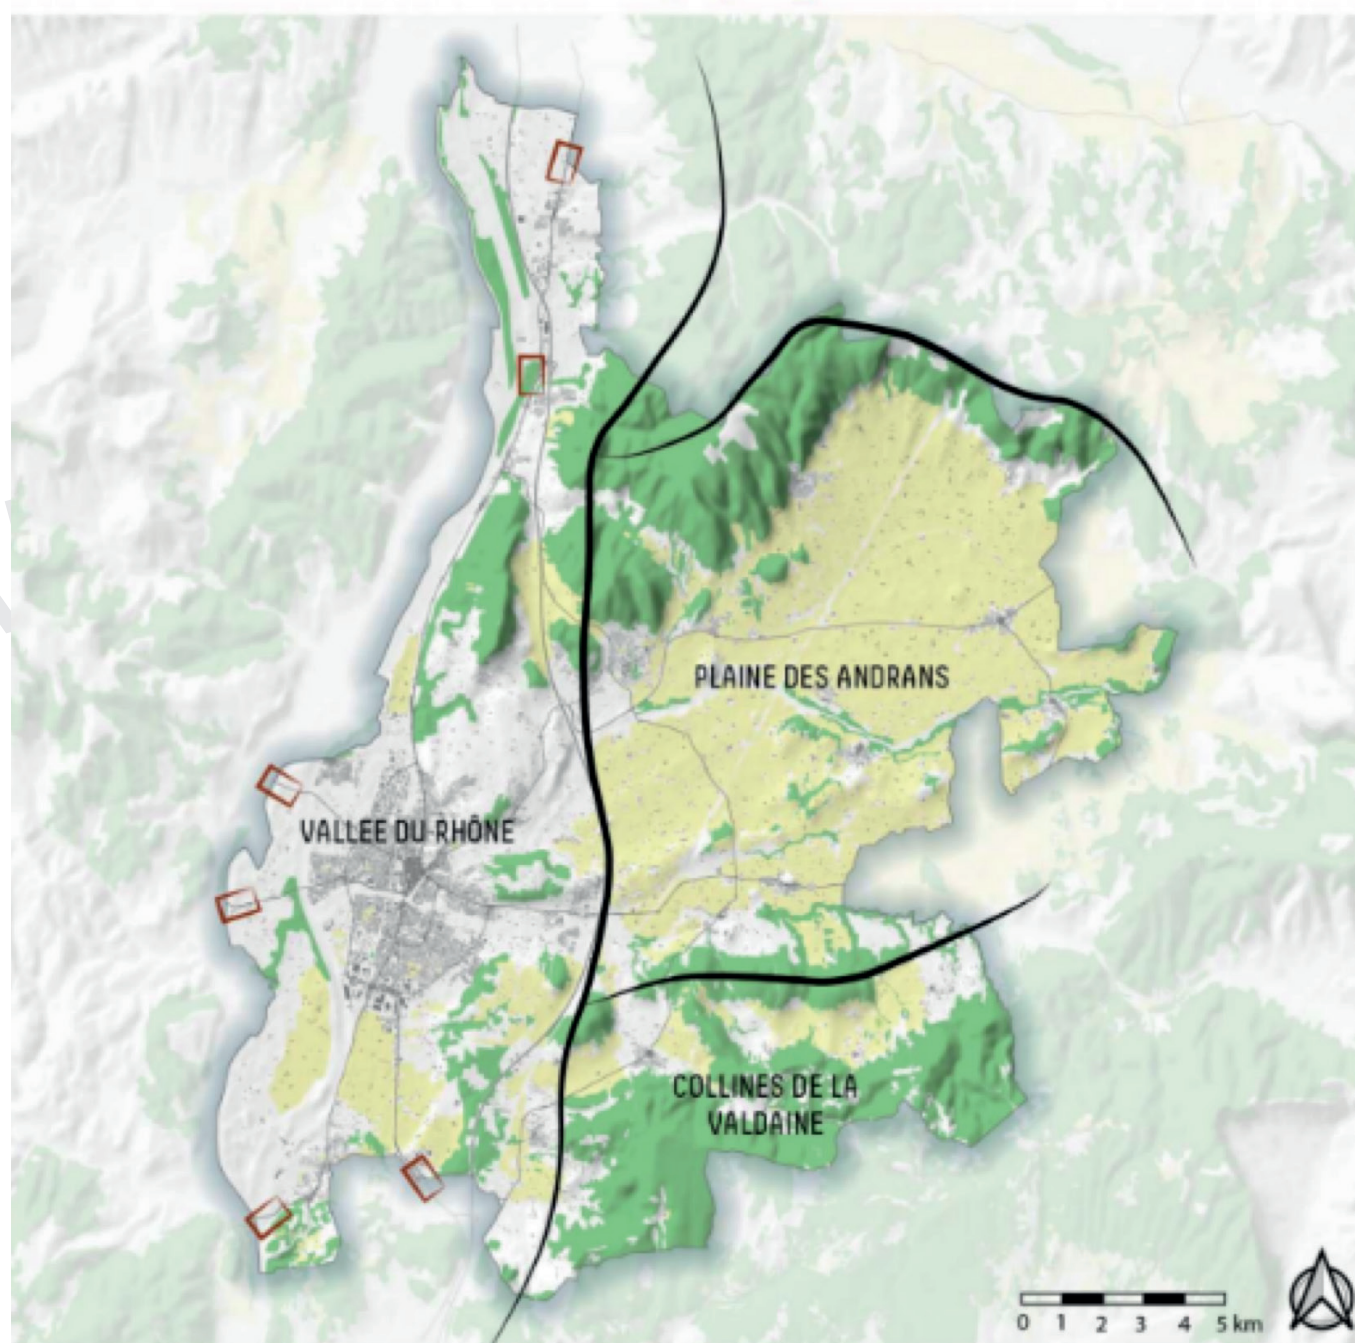 PLAINE DES ANDRANS
VALLEE DU RHÔNE
COLLINES DE LA
VALDAINE
0 1 2 3 4 5 km